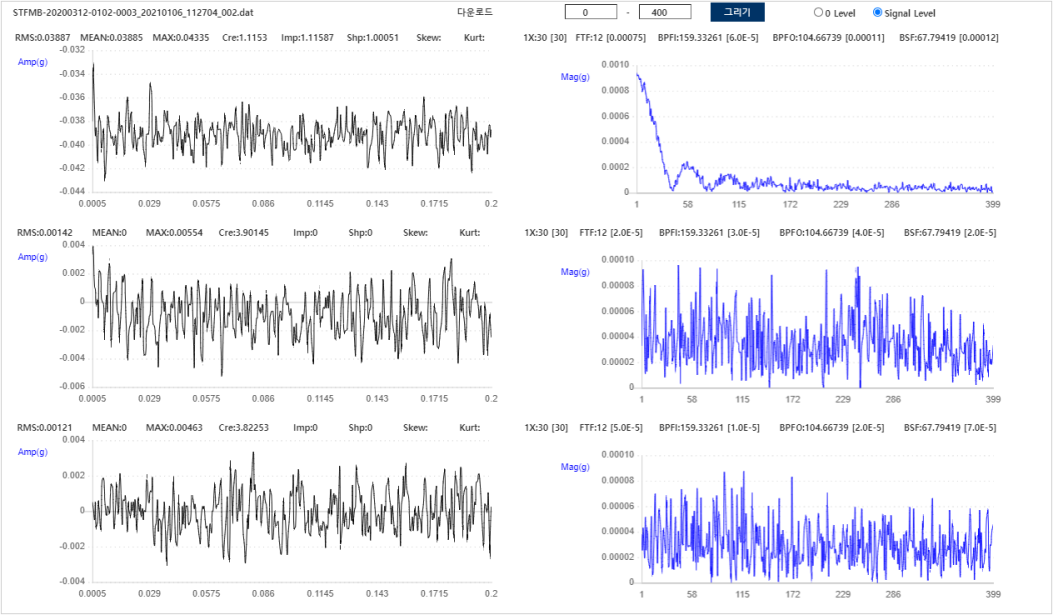 STFMB-20200312-0102-0003_20210106_112704_002.dat 다운로드 0 - 400 그리기 0 Level Signal Level
RMS:0.03887 MEAN:0.03885 MAX:0.04335 Cre:1.1153 Imp:1.11587 Shp:1.00051 Skew: Kurt:
Amp(g)
-0.032
-0.034
-0.036
-0.038
-0.040
-0.042
-0.044
0.0005 0.029 0.0575 0.086 0.1145 0.143 0.1715 0.2
1X:30 [30] FTF:12 [0.00075] BPFI:159.33261 [6.0E-5] BPFO:104.66739 [0.00011] BSF:67.79419 [0.00012]
Mag(g)
0.0010
0.0008
0.0006
0.0004
0.0002
0
1 58 115 172 229 286 399
RMS:0.00142 MEAN:0 MAX:0.00554 Cre:3.90145 Imp:0 Shp:0 Skew: Kurt:
Amp(g)
0.004
0.002
0
-0.002
-0.004
-0.006
0.0005 0.029 0.0575 0.086 0.1145 0.143 0.1715 0.2
1X:30 [30] FTF:12 [2.0E-5] BPFI:159.33261 [3.0E-5] BPFO:104.66739 [4.0E-5] BSF:67.79419 [2.0E-5]
Mag(g)
0.00010
0.00008
0.00006
0.00004
0.00002
0
1 58 115 172 229 286 399
RMS:0.00121 MEAN:0 MAX:0.00463 Cre:3.82253 Imp:0 Shp:0 Skew: Kurt:
Amp(g)
0.004
0.002
0
-0.002
-0.004
0.0005 0.029 0.0575 0.086 0.1145 0.143 0.1715 0.2
1X:30 [30] FTF:12 [5.0E-5] BPFI:159.33261 [1.0E-5] BPFO:104.66739 [2.0E-5] BSF:67.79419 [7.0E-5]
Mag(g)
0.00010
0.00008
0.00006
0.00004
0.00002
0
1 58 115 172 229 286 399